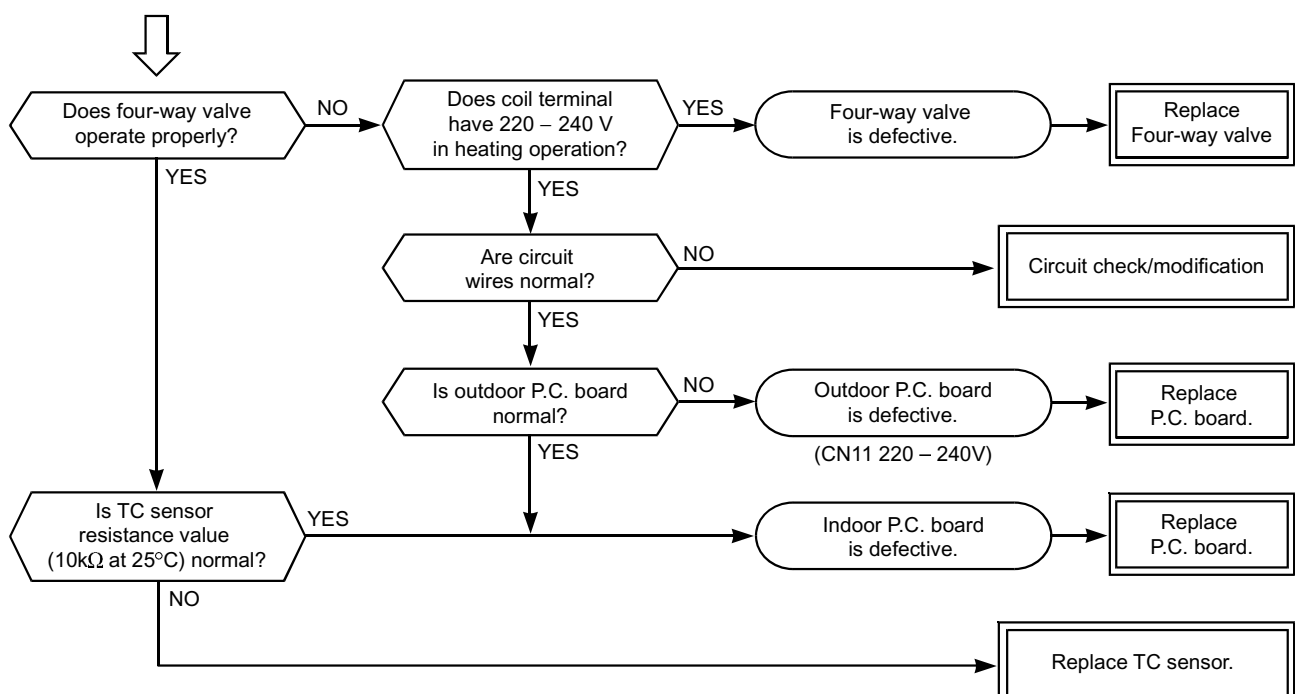 Does four-way valve
operate properly?
NO
Does coil terminal
have 220 – 240 V
in heating operation?
YES
Four-way valve
is defective.
Replace
Four-way valve
YES
YES
Are circuit
wires normal?
NO
Circuit check/modification
YES
Is outdoor P.C. board
normal?
NO
Outdoor P.C. board
is defective.
(CN11 220 – 240V)
Replace
P.C. board.
YES
Is TC sensor
resistance value
(10kΩ at 25°C) normal?
YES
Indoor P.C. board
is defective.
Replace
P.C. board.
NO
Replace TC sensor.